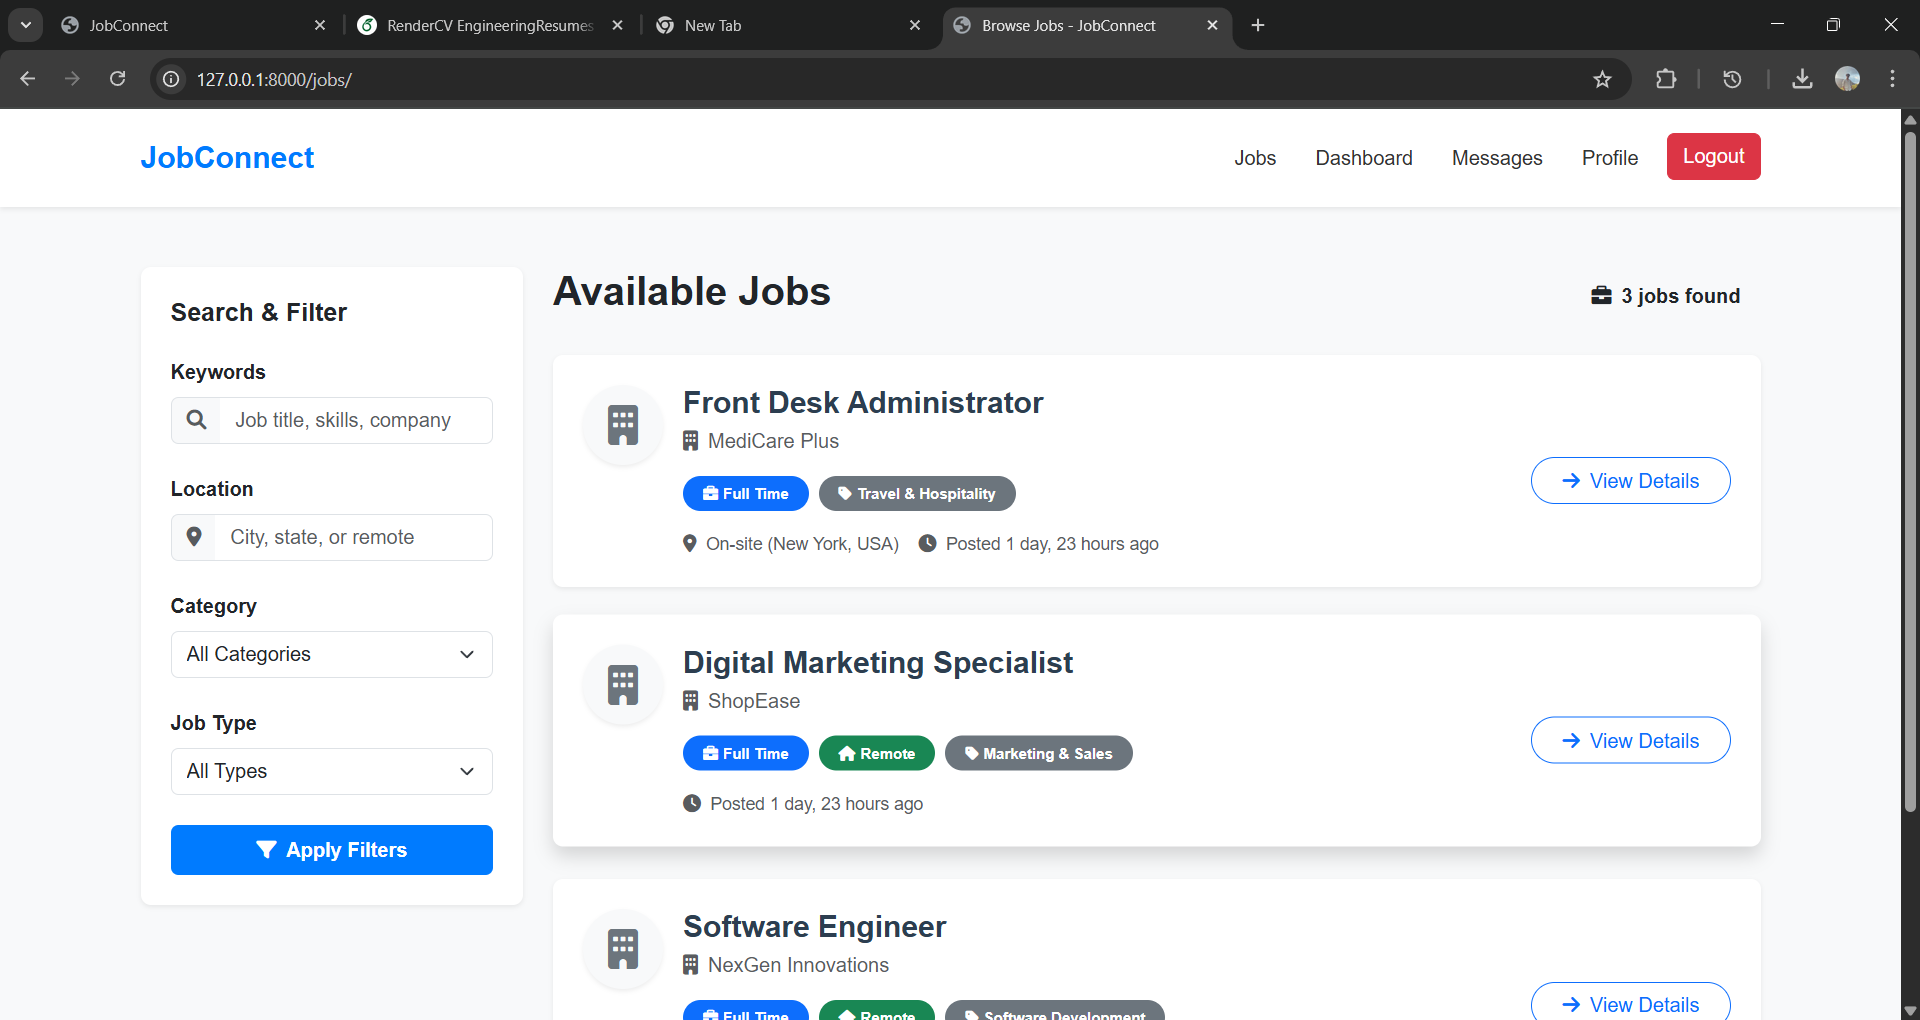 JobConnect
RenderCV EngineeringResumes
New Tab
Browse Jobs - JobConnect
127.0.0.1:8000/jobs/
JobConnect
Jobs
Dashboard
Messages
Profile
Logout
Search & Filter
Keywords
Job title, skills, company
Location
City, state, or remote
Category
All Categories
Job Type
All Types
Apply Filters
Available Jobs
3 jobs found
Front Desk Administrator
MediCare Plus
Full Time
Travel & Hospitality
On-site (New York, USA)
Posted 1 day, 23 hours ago
View Details
Digital Marketing Specialist
ShopEase
Full Time
Remote
Marketing & Sales
Posted 1 day, 23 hours ago
View Details
Software Engineer
NexGen Innovations
Full Time
Remote
Software Development
View Details